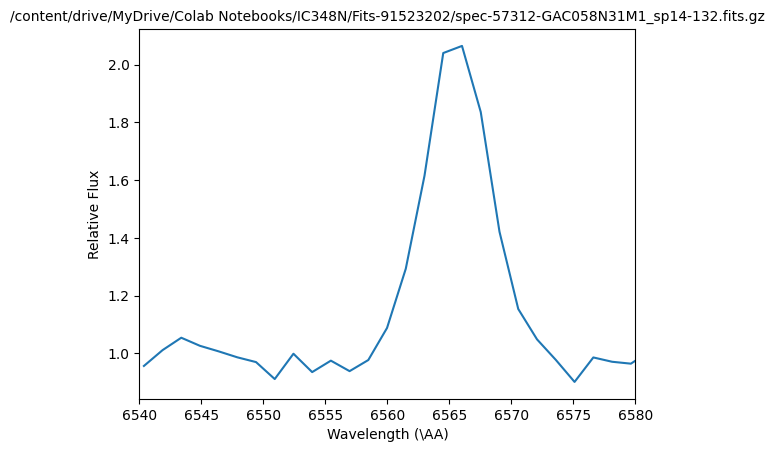 /content/drive/MyDrive/Colab Notebooks/IC348N/Fits-91523202/spec-57312-GAC058N31M1_sp14-132.fits.gz
2.0
1.8
1.6
1.4
1.2
1.0
Relative Flux
6540 6545 6550 6555 6560 6565 6570 6575 6580
Wavelength (\AA)